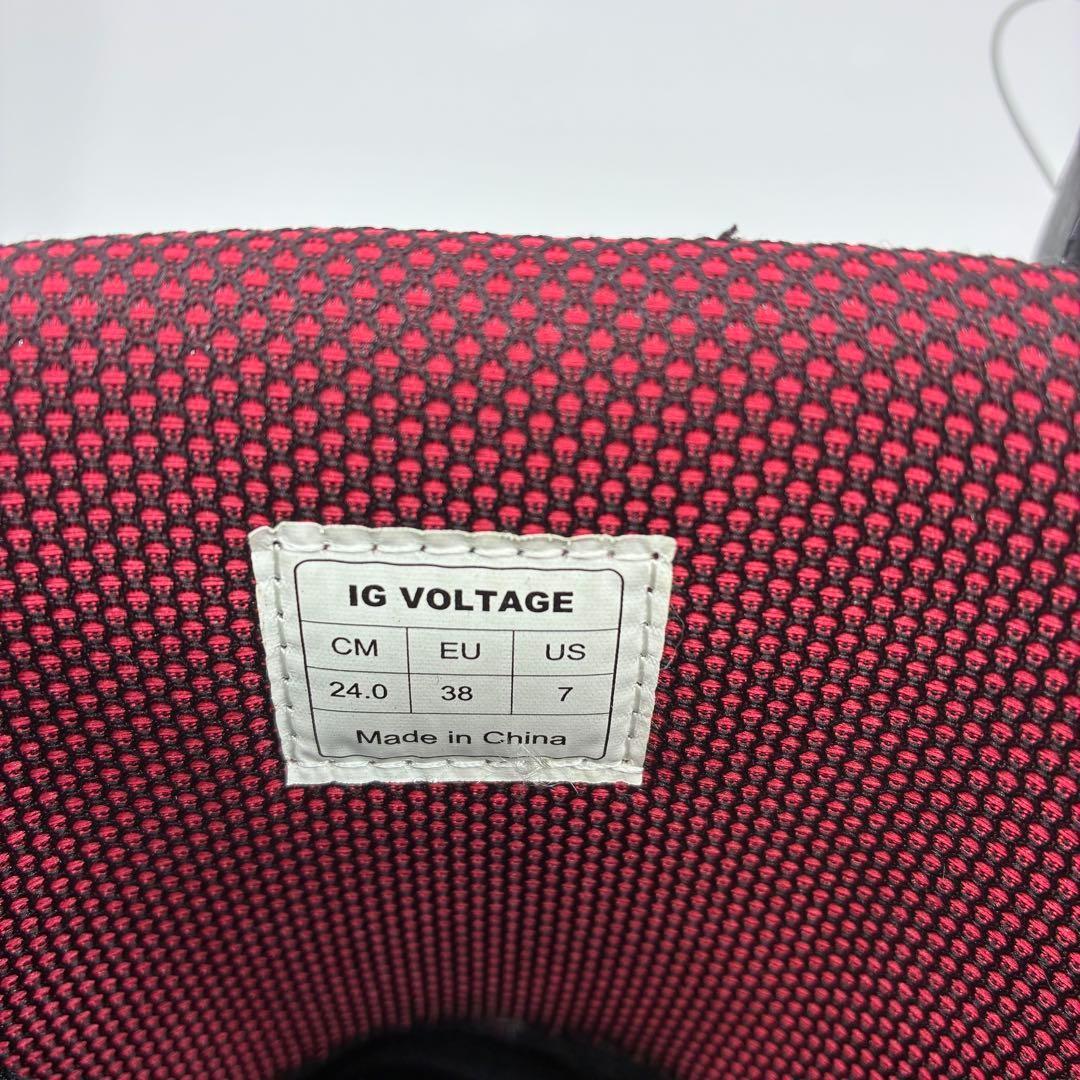 IG VOLTAGE
CM EU US
24.0 38 7
Made in China